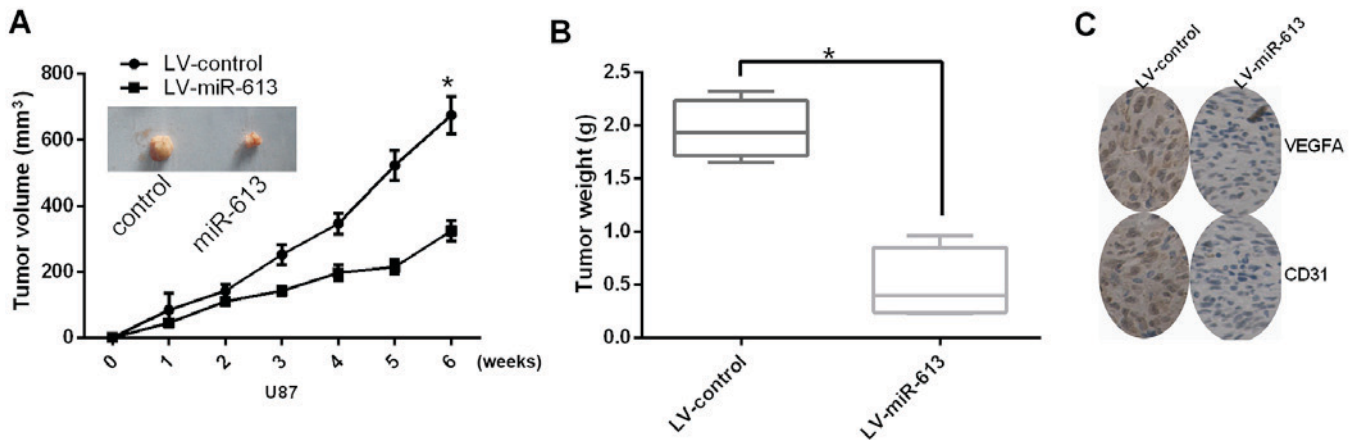 A
LV-control
LV-miR-613
Tumor volume (mm³)
800
600
400
200
0
control
miR-613
0 1 2 3 4 5 6 (weeks)
U87
*
B
*
Tumor weight (g)
2.5
2.0
1.5
1.0
0.5
0.0
LV-control
LV-miR-613
C
LV-control
LV-miR-613
VEGFA
CD31